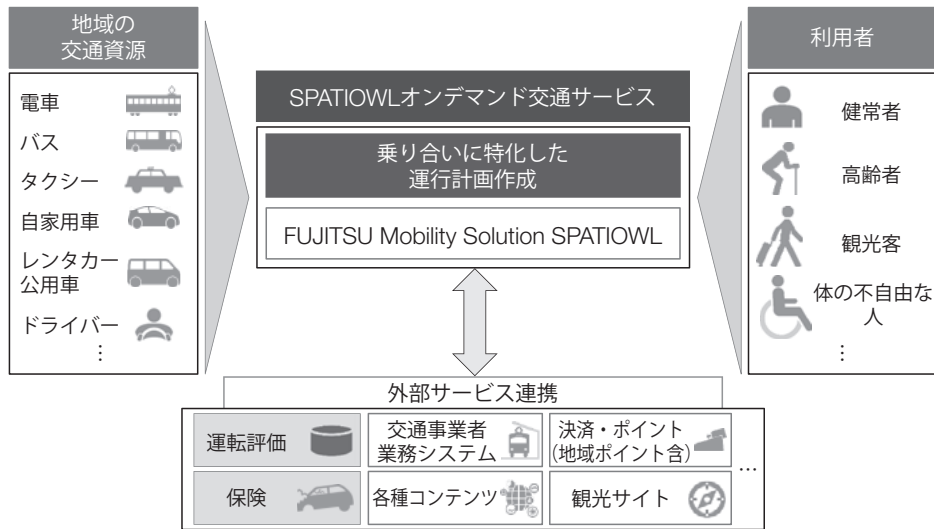 地域の
交通資源
電車
バス
タクシー
自家用車
レンタカー
公用車
ドライバー
…
SPATIOWLオンデマンド交通サービス
乗り合いに特化した
運行計画作成
FUJITSU Mobility Solution SPATIOWL
利用者
健常者
高齢者
観光客
体の不自由な
人
…
外部サービス連携
運転評価
交通事業者
業務システム
決済・ポイント
(地域ポイント含)
保険
各種コンテンツ
観光サイト
…